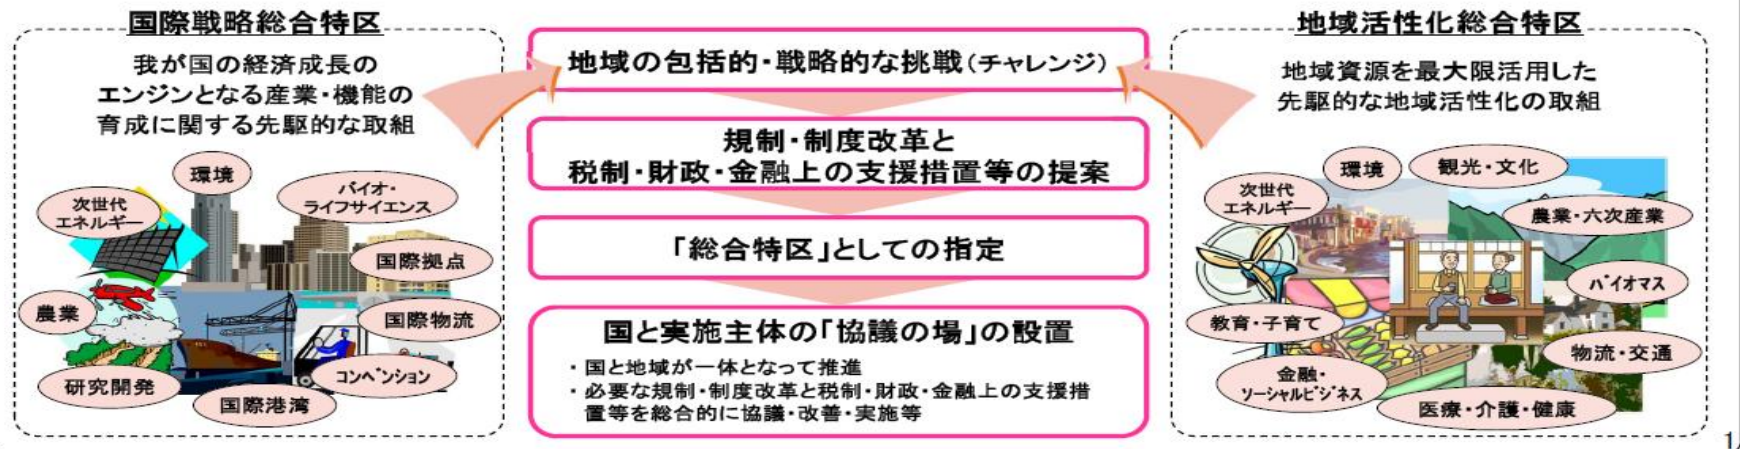 国際戦略総合特区
我が国の経済成長の
エンジンとなる産業・機能の
育成に関する先駆的な取組
環境
バイオ・
ライフサイエンス
次世代
エネルギー
国際拠点
農業
国際物流
研究開発
コンベンション
国際港湾
地域の包括的・戦略的な挑戦（チャレンジ）
規制・制度改革と
税制・財政・金融上の支援措置等の提案
「総合特区」としての指定
国と実施主体の「協議の場」の設置
・国と地域が一体となって推進
・必要な規制・制度改革と税制・財政・金融上の支援措
置等を総合的に協議・改善・実施等
地域活性化総合特区
地域資源を最大限活用した
先駆的な地域活性化の取組
環境
観光・文化
次世代
エネルギー
農業・六次産業
バイオマス
教育・子育て
物流・交通
金融・
ソーシャルビジネス
医療・介護・健康